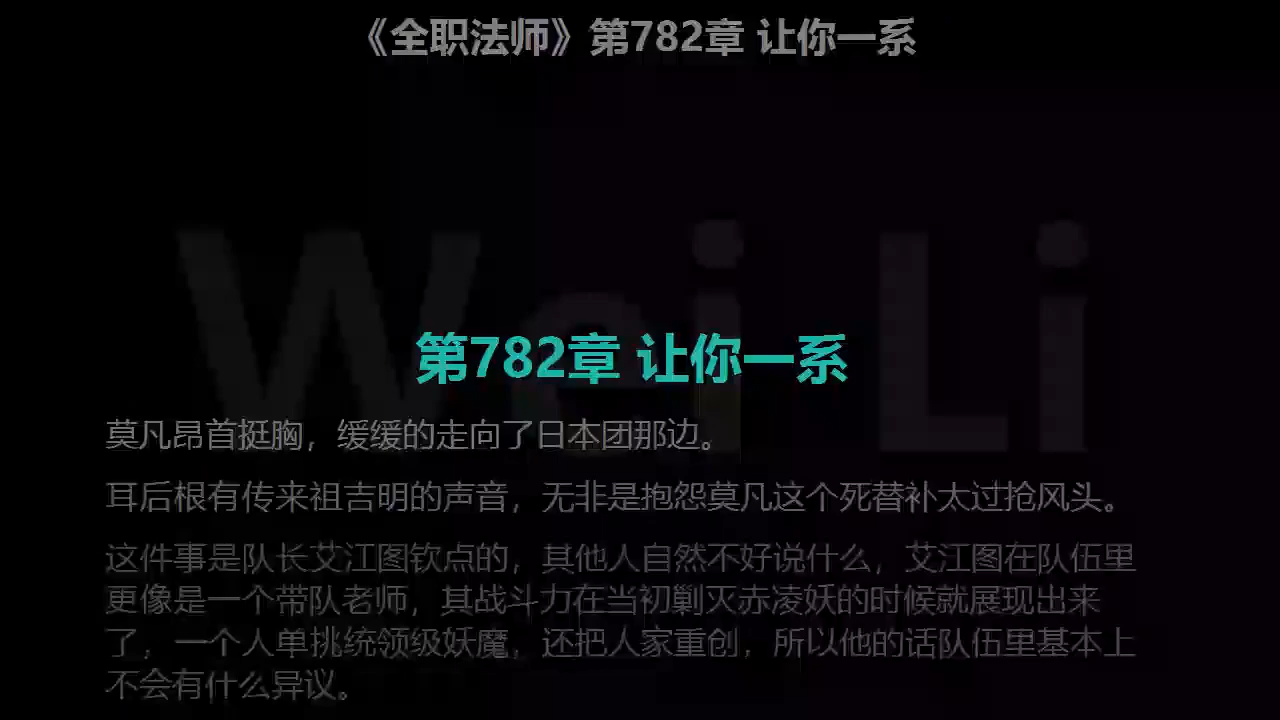 《全职法师》第782章 让你一系
Wei Li
第782章 让你一系
莫凡昂首挺胸，缓缓的走向了日本团那边。
耳后根有传来祖吉明的声音，无非是抱怨莫凡这个死替补太过抢风头。
这件事是队长艾江图钦点的，其他人自然不好说什么，艾江图在队伍里
更像是一个带队老师，其战斗力在当初剿灭赤凌妖的时候就展现出来
了，一个人单挑统领级妖魔，还把人家重创，所以他的话队伍里基本上
不会有什么异议。